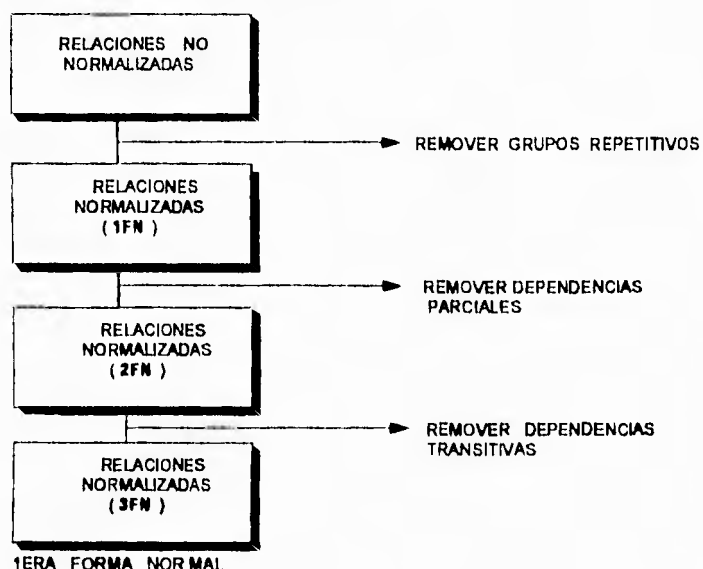 RELACIONES NO
NORMALIZADAS
REMOVER GRUPOS REPETITIVOS
RELACIONES
NORMALIZADAS
( 1FN )
REMOVER DEPENDENCIAS
PARCIALES
RELACIONES
NORMALIZADAS
( 2FN )
REMOVER DEPENDENCIAS
TRANSITIVAS
RELACIONES
NORMALIZADAS
( 3FN )
1ERA FORMA NORMAL